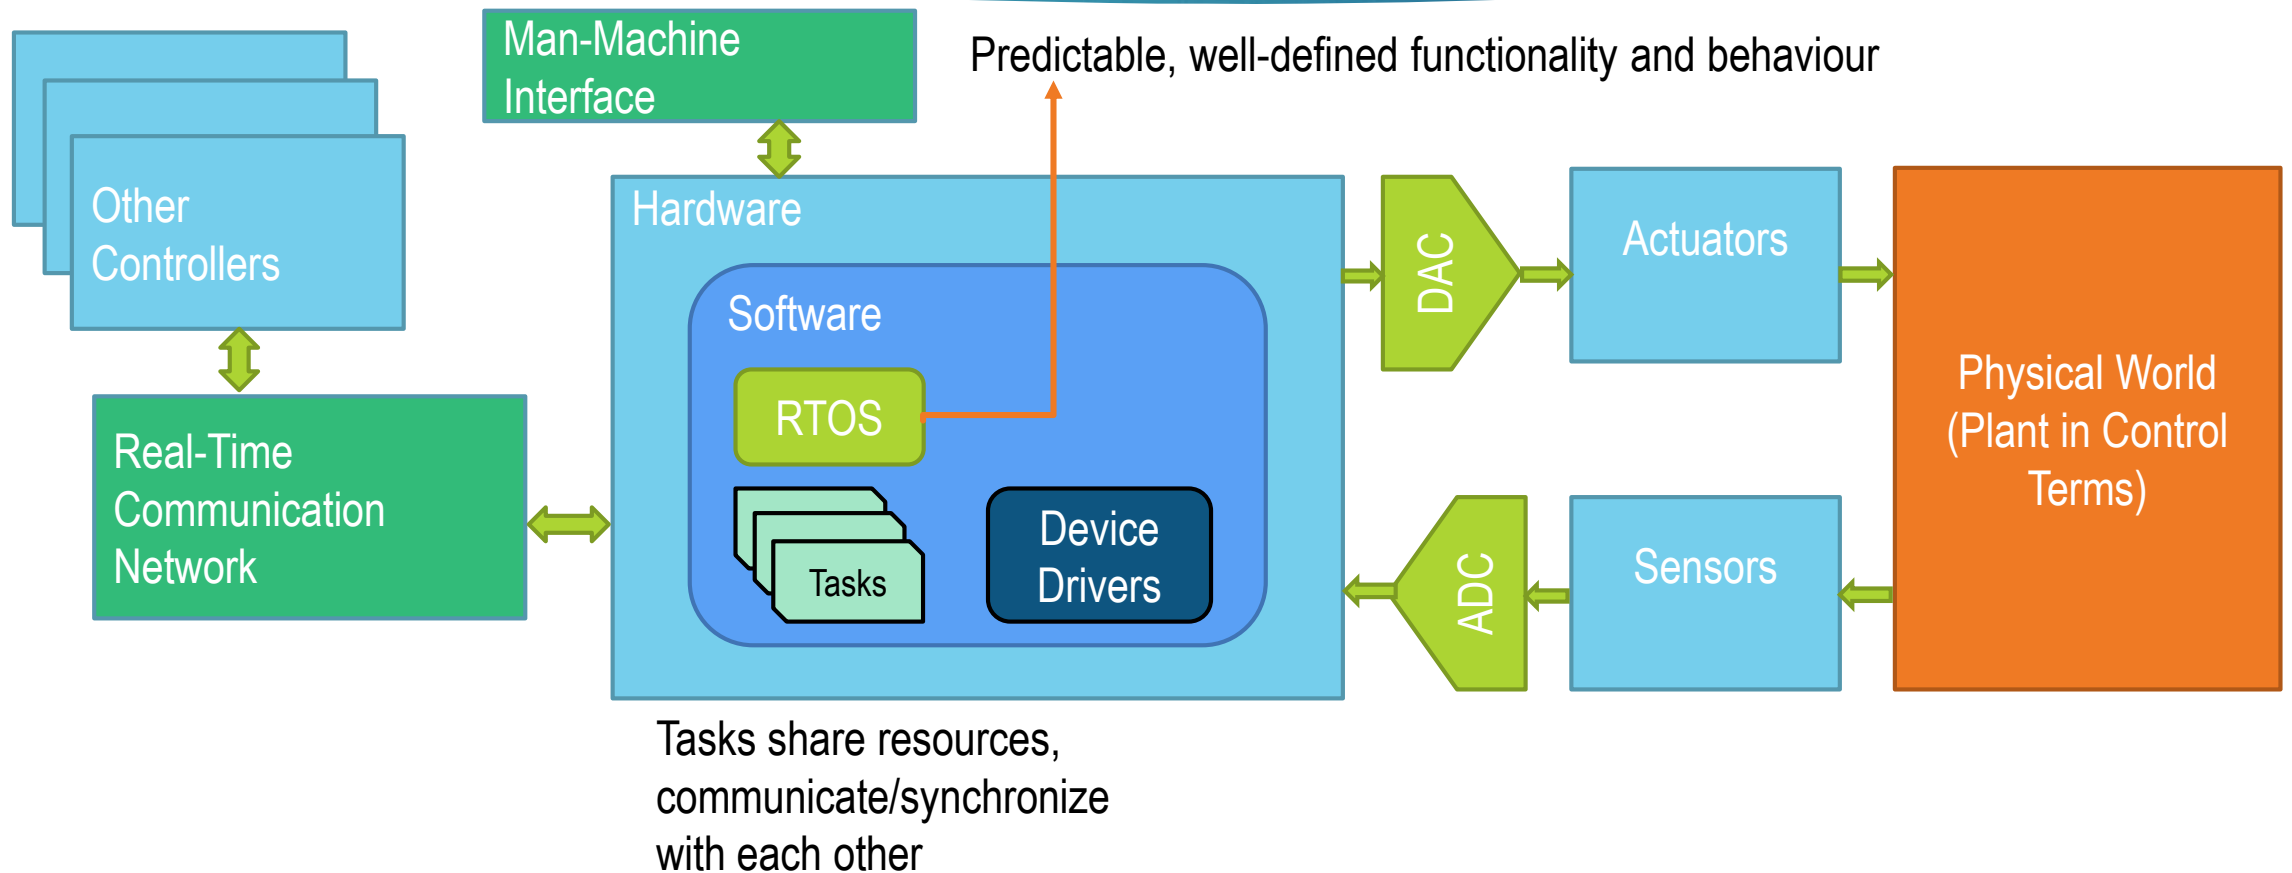 Man-Machine
Interface
Predictable, well-defined functionality and behaviour
Other
Controllers
Hardware
DAC
Actuators
Software
RTOS
Physical World
(Plant in Control
Terms)
Real-Time
Communication
Network
Tasks
Device
Drivers
ADC
Sensors
Tasks share resources,
communicate/synchronize
with each other